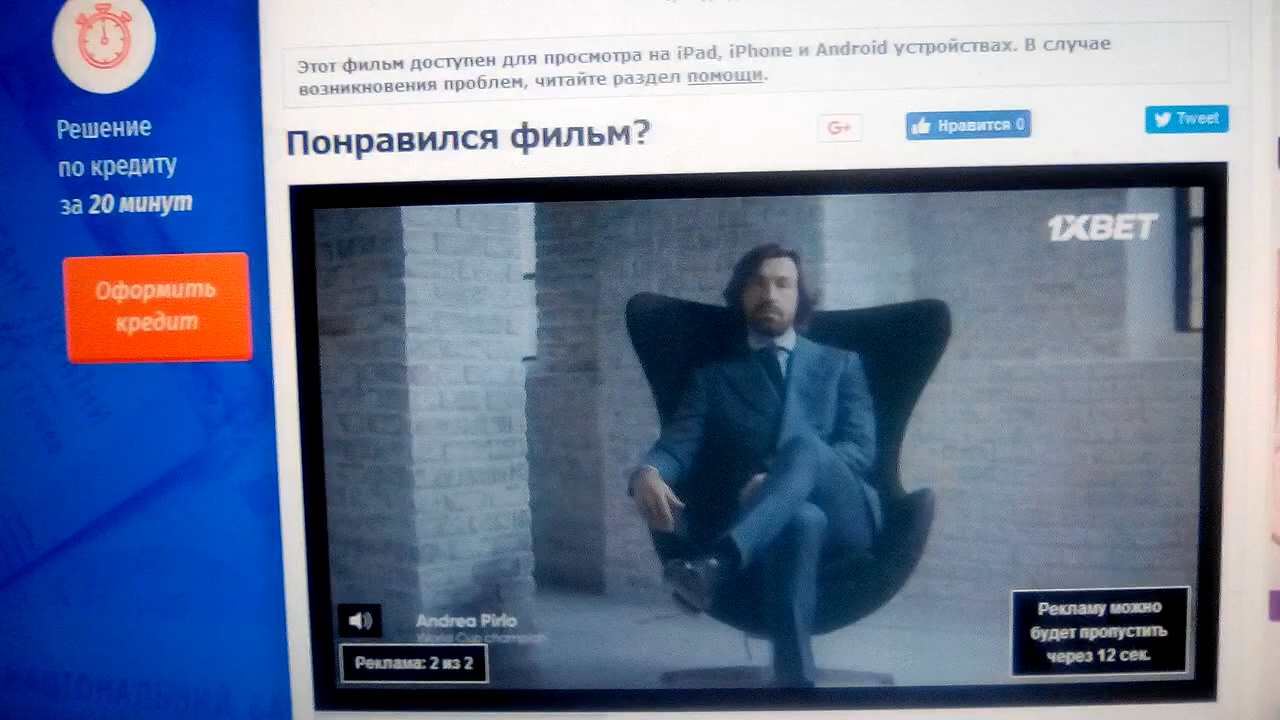 Этот фильм доступен для просмотра на iPad, iPhone и Android устройствах. В случае
возникновения проблем, читайте раздел помощи.
Понравился фильм?
G+
Нравится 0
Tweet
Решение
по кредиту
за 20 минут
Оформить
кредит
1XBET
Andrea Pirlo
World Cup champion
Реклама: 2 из 2
Рекламу можно
будет пропустить
через 12 сек.